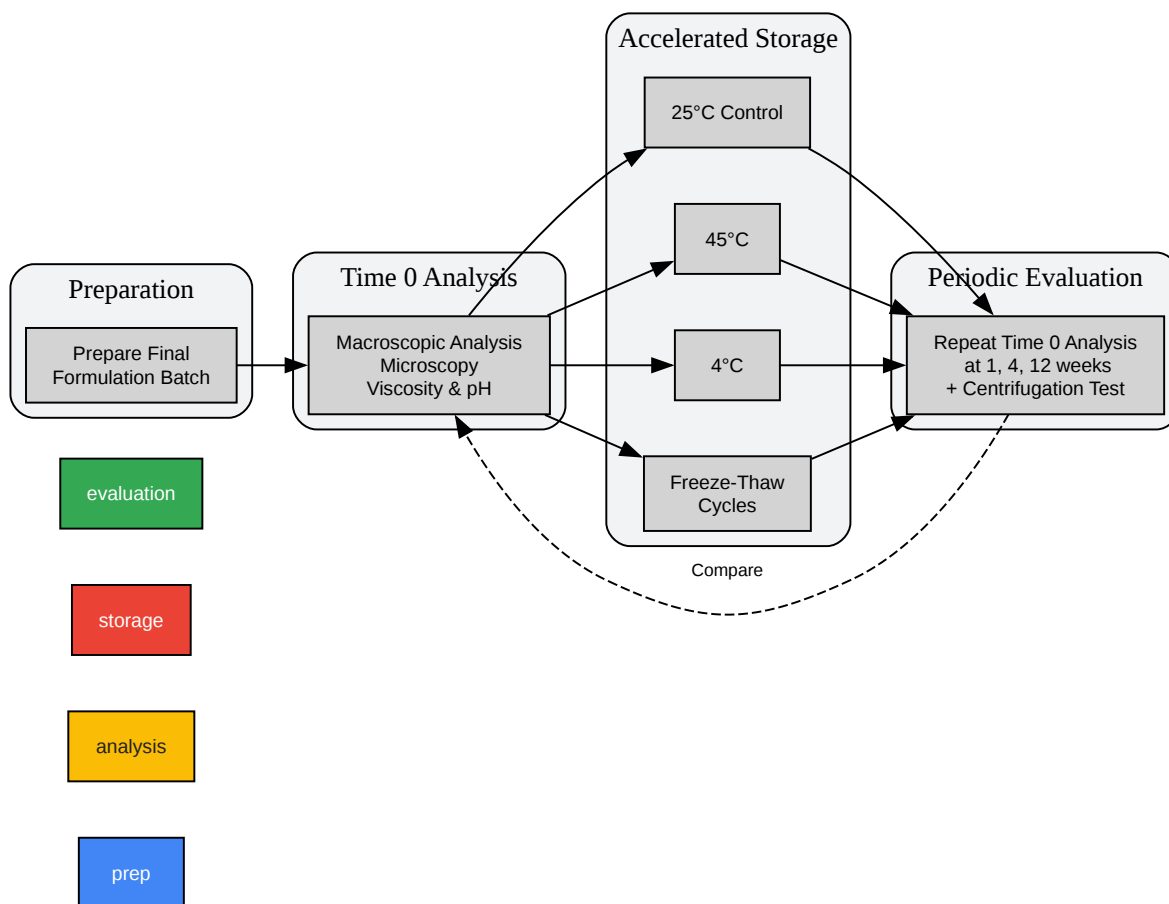 Accelerated Storage
25°C Control
45°C
4°C
Freeze-Thaw
Cycles
Preparation
Prepare Final
Formulation Batch
Time 0 Analysis
Macroscopic Analysis
Microscopy
Viscosity & pH
Periodic Evaluation
Repeat Time 0 Analysis
at 1, 4, 12 weeks
+ Centrifugation Test
Compare
evaluation
storage
analysis
prep